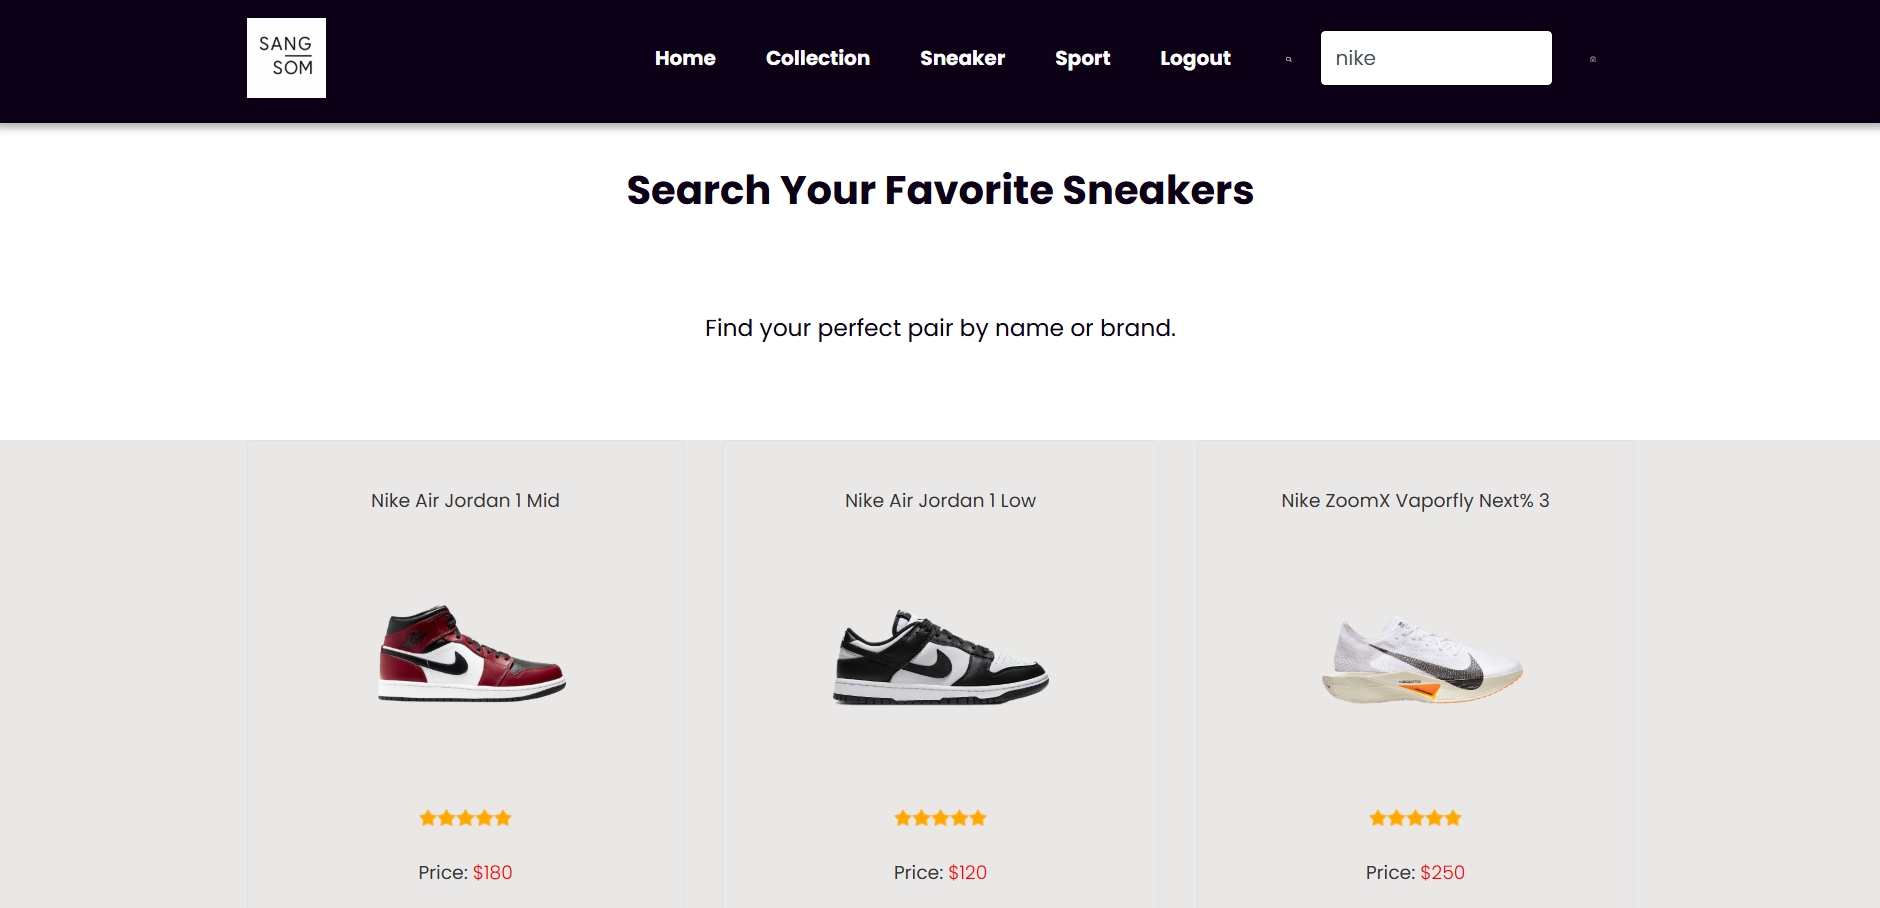 SANG
SOM
Home Collection Sneaker Sport Logout nike
Search Your Favorite Sneakers
Find your perfect pair by name or brand.
Nike Air Jordan 1 Mid Nike Air Jordan 1 Low Nike ZoomX Vaporfly Next% 3
Price: $180 Price: $120 Price: $250